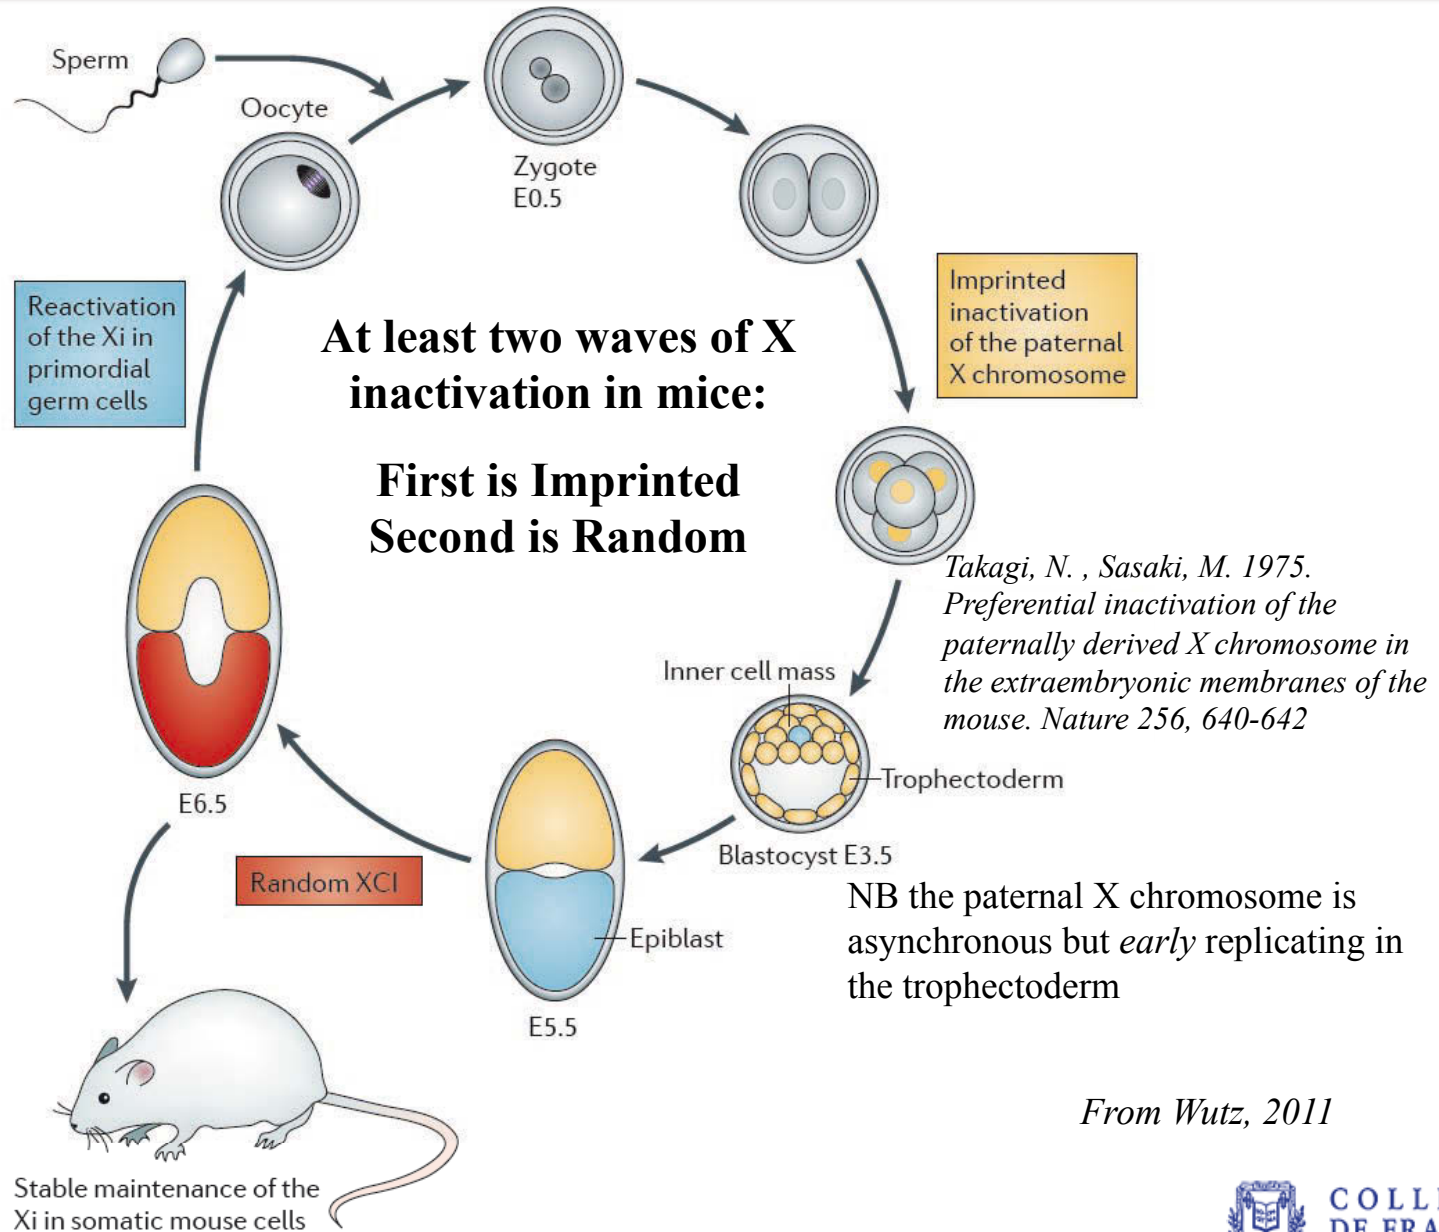 Sperm
Oocyte
Zygote
E0.5
Imprinted
inactivation
of the paternal
X chromosome
Reactivation
of the Xi in
primordial
germ cells
At least two waves of X
inactivation in mice:
First is Imprinted
Second is Random
Takagi, N. , Sasaki, M. 1975.
Preferential inactivation of the
paternally derived X chromosome in
the extraembryonic membranes of the
mouse. Nature 256, 640-642
Inner cell mass
Trophectoderm
Blastocyst E3.5
E6.5
Random XCI
Epiblast
E5.5
NB the paternal X chromosome is
asynchronous but early replicating in
the trophectoderm
From Wutz, 2011
Stable maintenance of the
Xi in somatic mouse cells
COLL
DE FRA